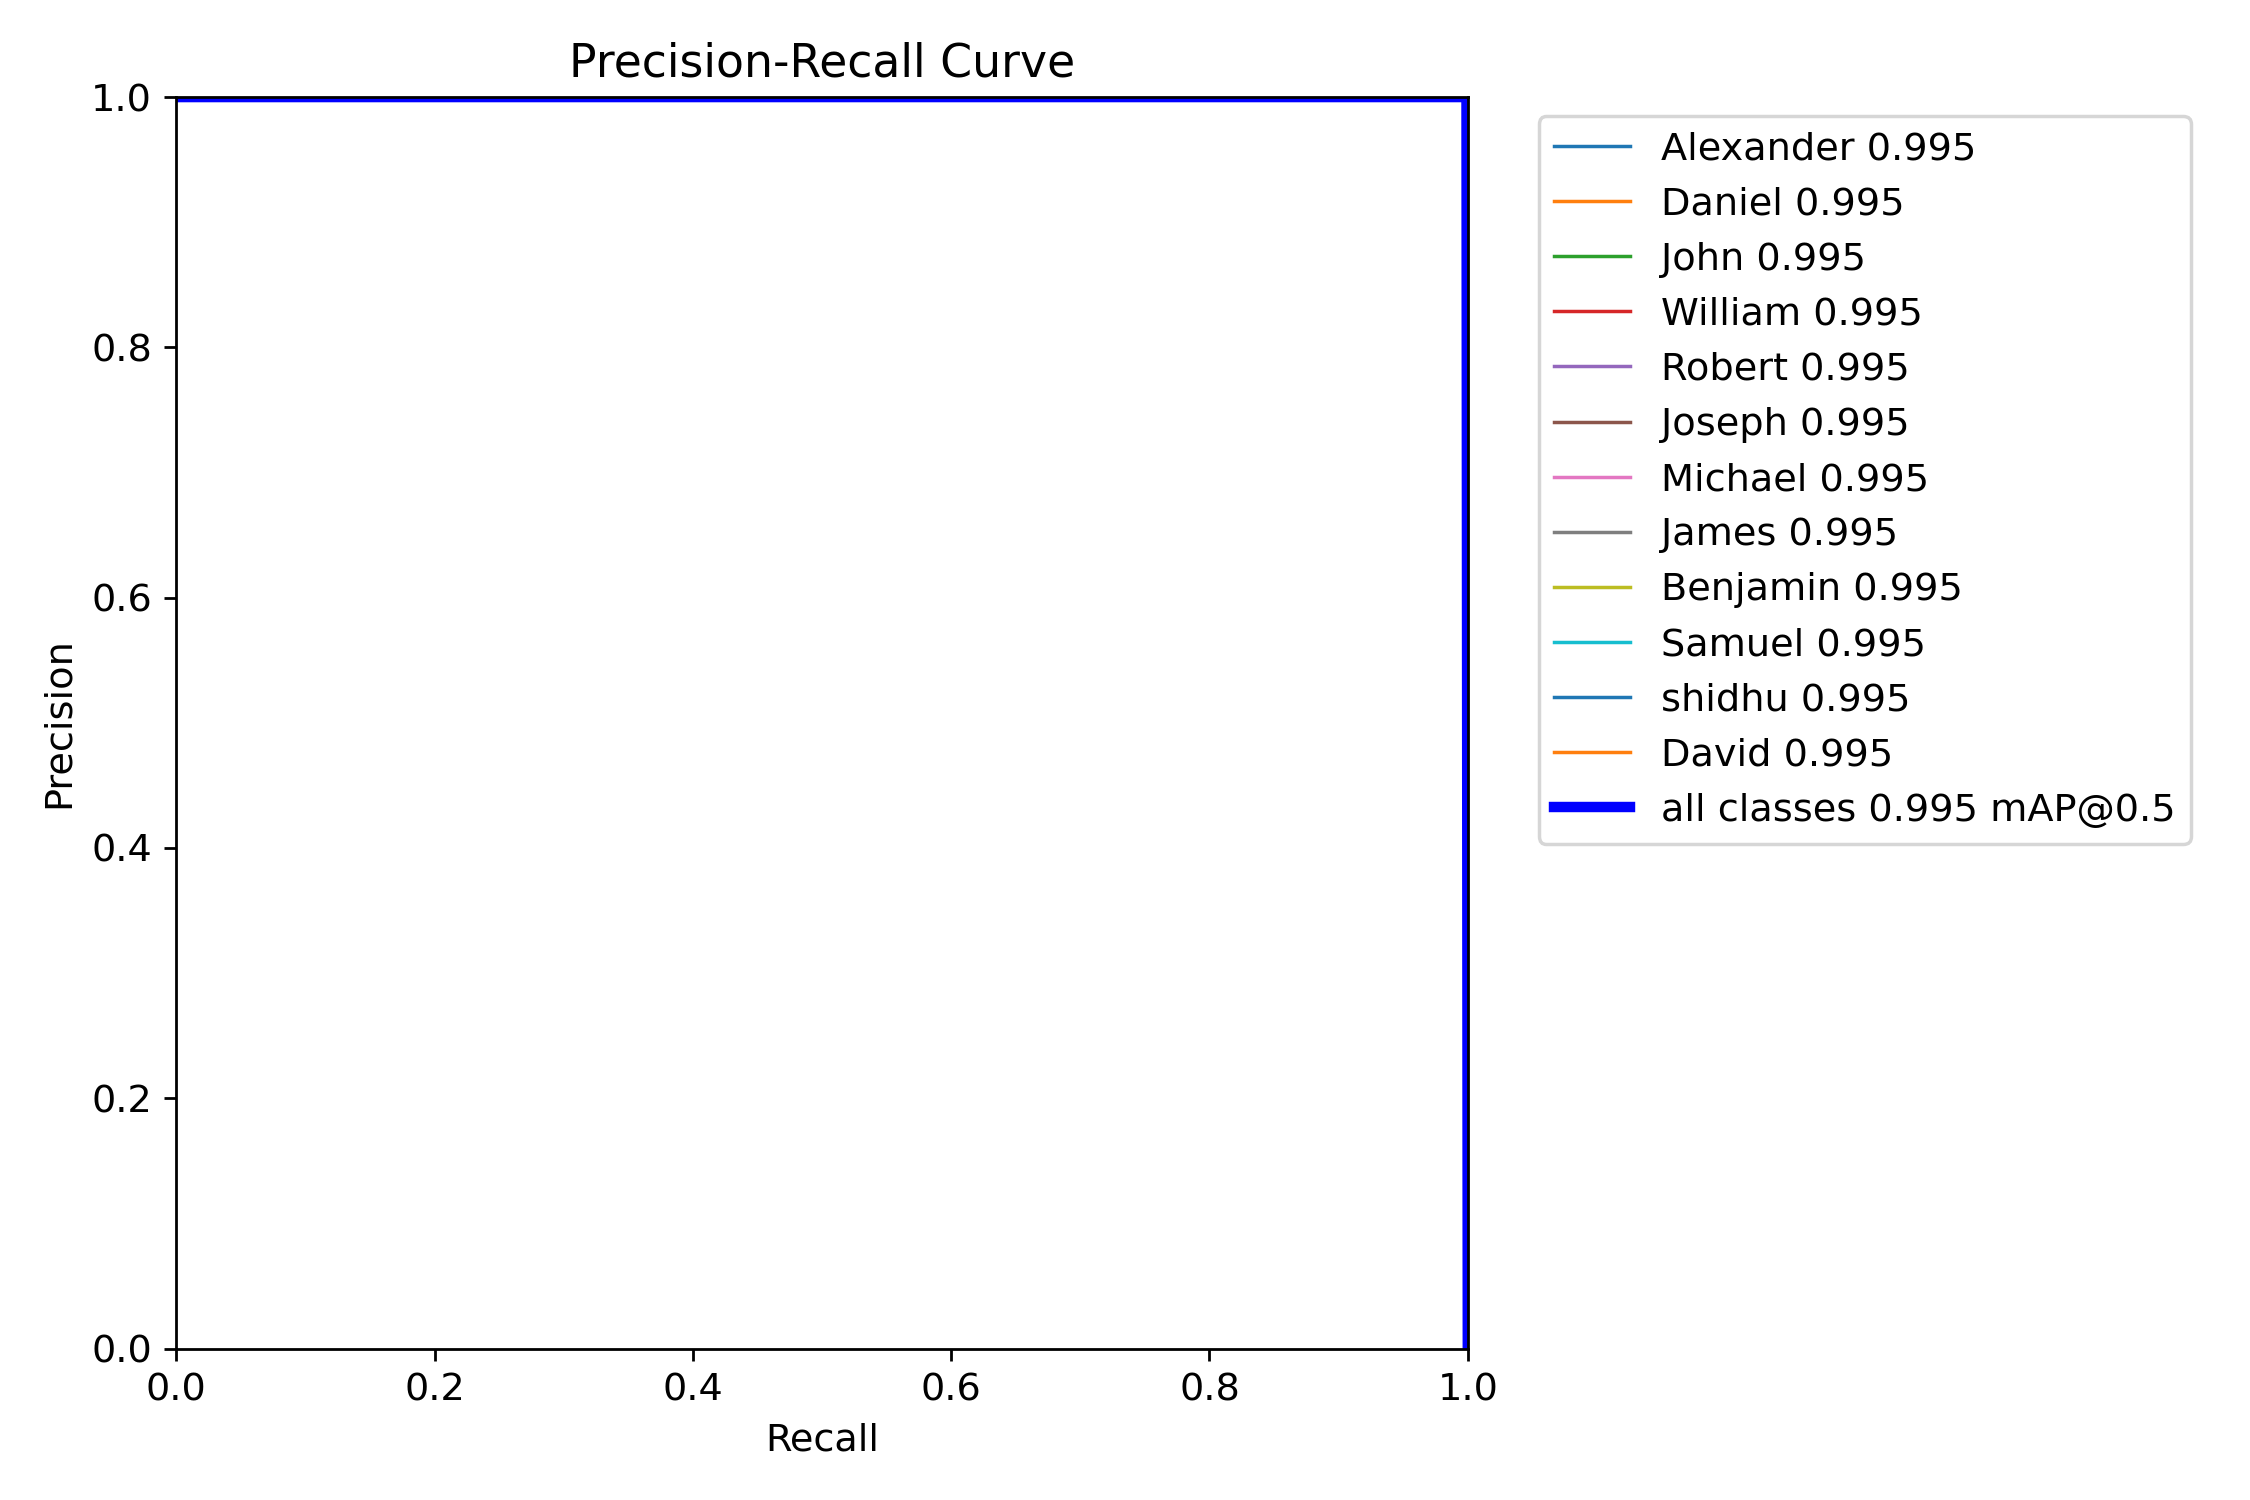 Precision-Recall Curve
1.0
0.8
0.6
0.4
0.2
0.0
Precision
0.0 0.2 0.4 0.6 0.8 1.0
Recall
Alexander 0.995
Daniel 0.995
John 0.995
William 0.995
Robert 0.995
Joseph 0.995
Michael 0.995
James 0.995
Benjamin 0.995
Samuel 0.995
shidhu 0.995
David 0.995
all classes 0.995 mAP@0.5